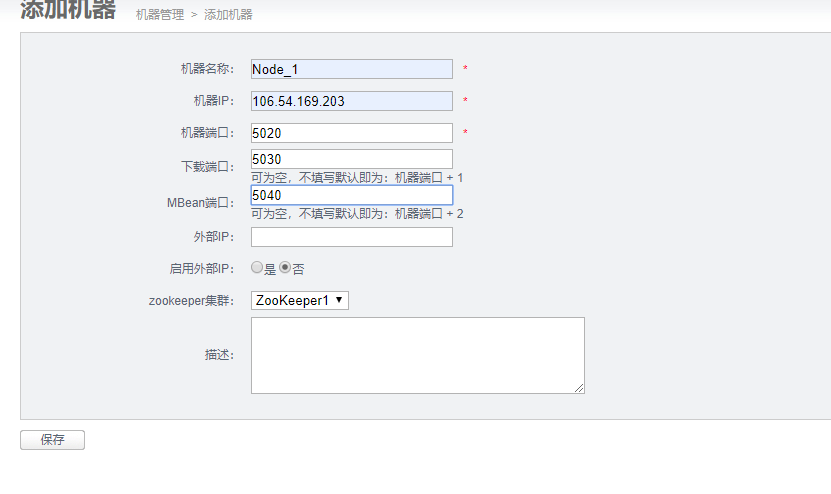 添加机器 机器管理 > 添加机器
机器名称： Node_1 *
机器IP： 106.54.169.203 *
机器端口： 5020 *
下载端口： 5030
可为空，不填写默认即为：机器端口 + 1
MBean端口： 5040
可为空，不填写默认即为：机器端口 + 2
外部IP：
启用外部IP： 是 否
zookeeper集群： ZooKeeper1
描述：
保存